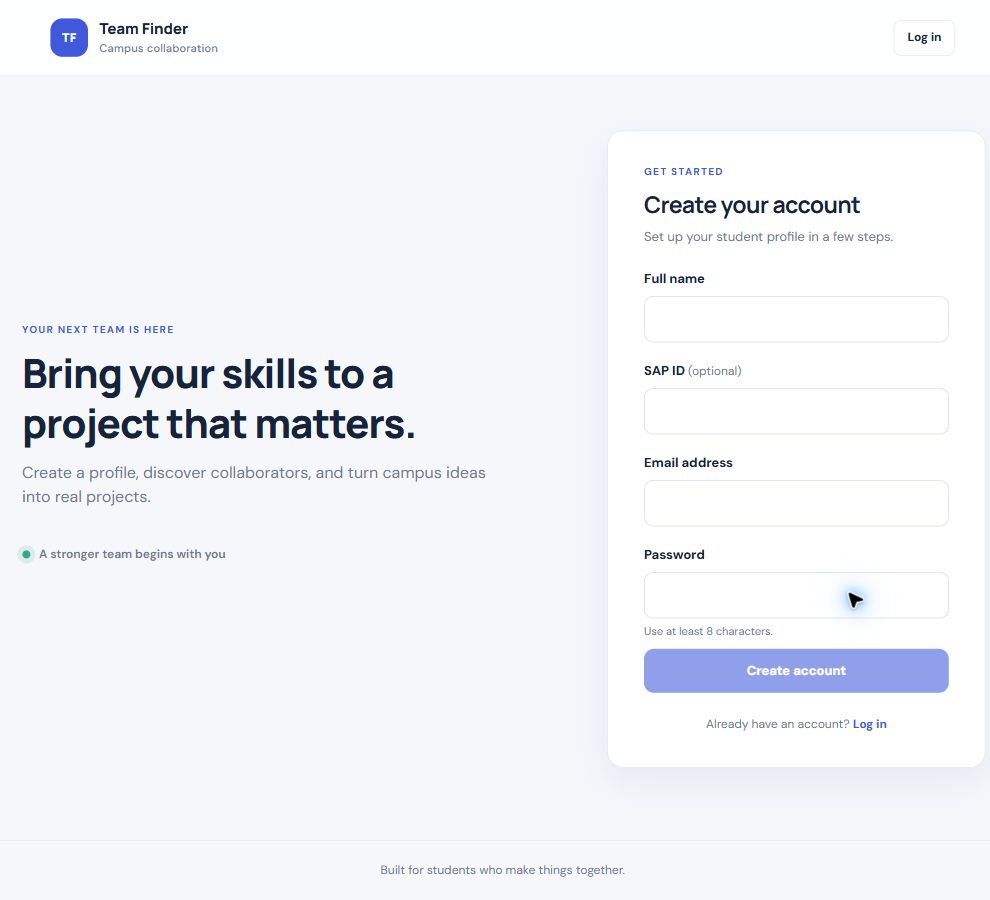 TF
Team Finder
Campus collaboration
Log in
YOUR NEXT TEAM IS HERE
Bring your skills to a
project that matters.
Create a profile, discover collaborators, and turn campus ideas
into real projects.
A stronger team begins with you
GET STARTED
Create your account
Set up your student profile in a few steps.
Full name
SAP ID (optional)
Email address
Password
Use at least 8 characters.
Create account
Already have an account? Log in
Built for students who make things together.